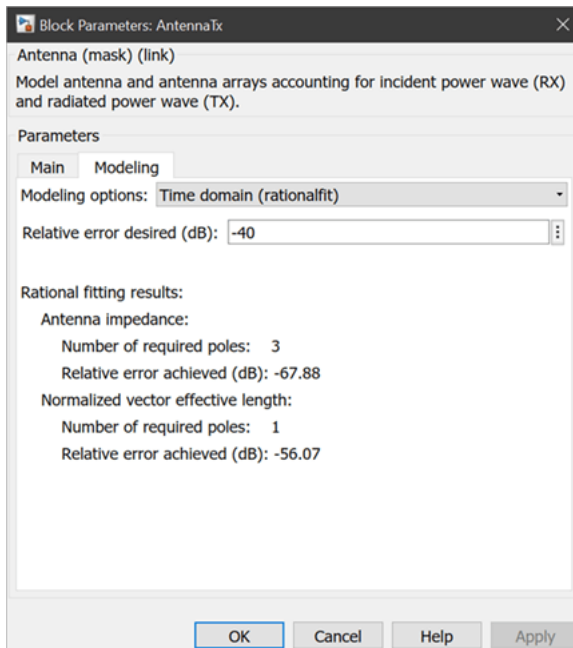 Block Parameters: AntennaTx
Antenna (mask) (link)
Model antenna and antenna arrays accounting for incident power wave (RX)
and radiated power wave (TX).
Parameters
Main Modeling
Modeling options: Time domain (rationalfit)
Relative error desired (dB): -40
Rational fitting results:
Antenna impedance:
Number of required poles: 3
Relative error achieved (dB): -67.88
Normalized vector effective length:
Number of required poles: 1
Relative error achieved (dB): -56.07
OK Cancel Help Apply